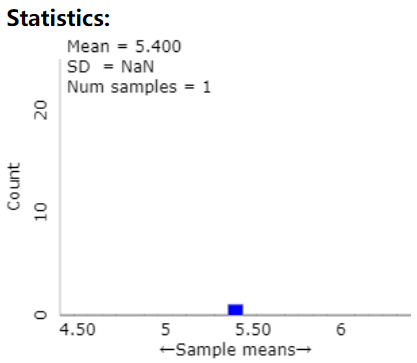 Statistics:
Mean = 5.400
SD = NaN
Num samples = 1
20
10
0
Count
4.50 5 5.50 6
←Sample means→